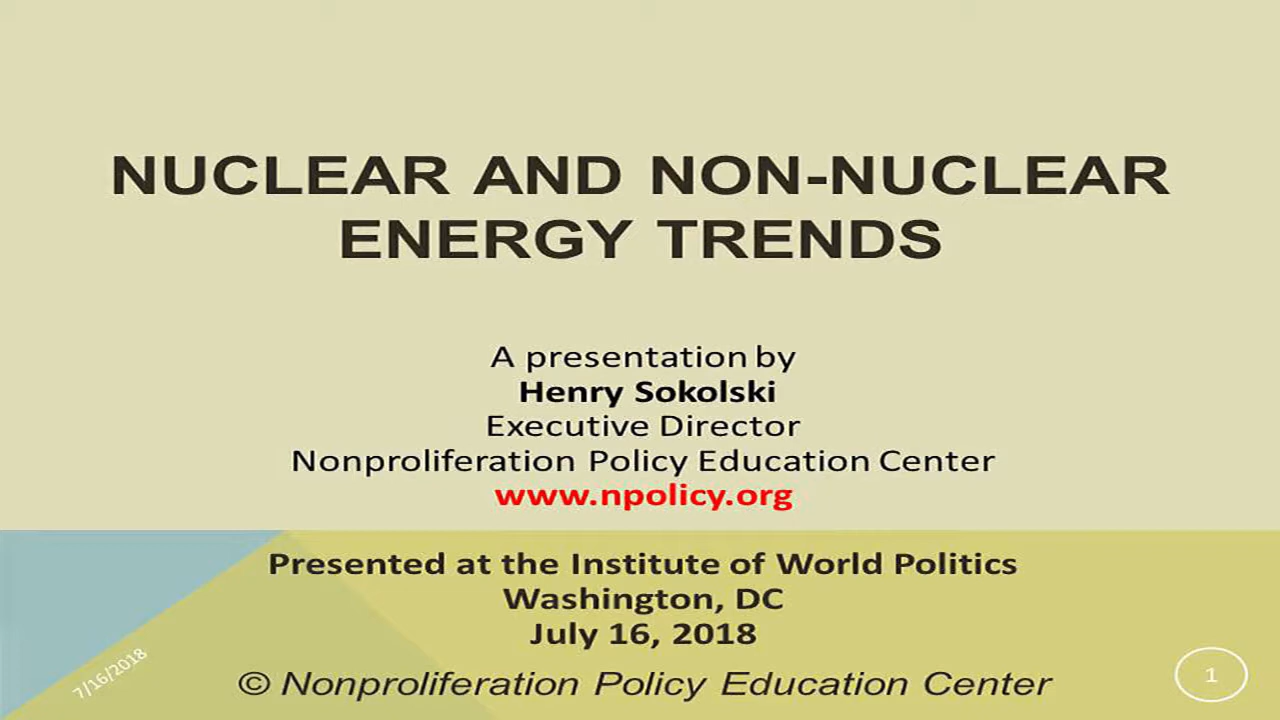 NUCLEAR AND NON-NUCLEAR
ENERGY TRENDS
A presentation by
Henry Sokolski
Executive Director
Nonproliferation Policy Education Center
www.npolicy.org
Presented at the Institute of World Politics
Washington, DC
July 16, 2018
7/16/2018
© Nonproliferation Policy Education Center
1